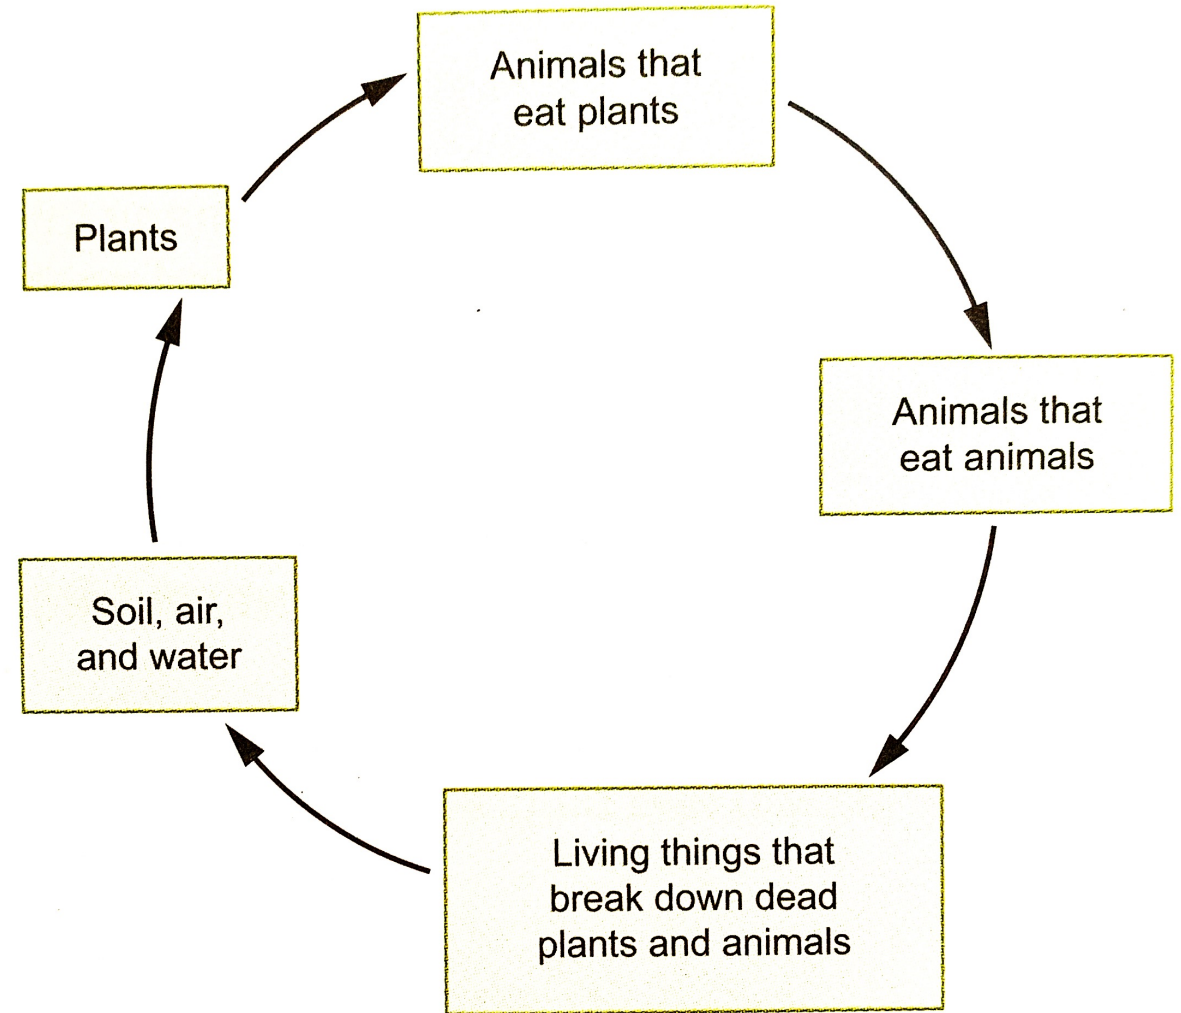 Animals that
eat plants
Plants
Animals that
eat animals
Soil, air,
and water
Living things that
break down dead
plants and animals